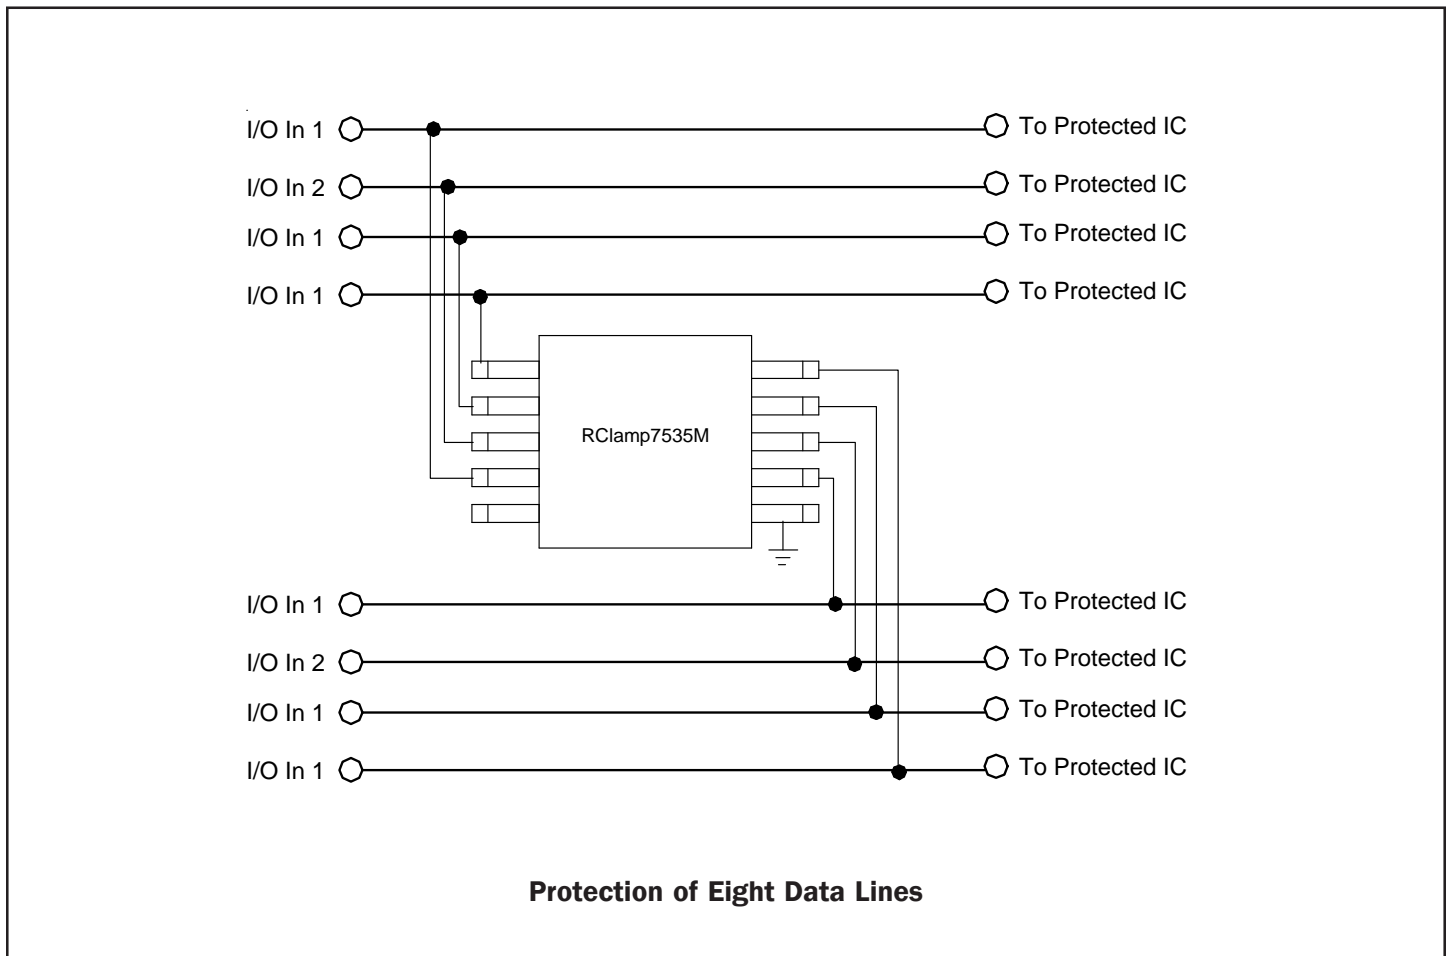 I/O In 1 To Protected IC
I/O In 2 To Protected IC
I/O In 1 To Protected IC
I/O In 1 To Protected IC
RClamp7535M
I/O In 1 To Protected IC
I/O In 2 To Protected IC
I/O In 1 To Protected IC
I/O In 1 To Protected IC
Protection of Eight Data Lines